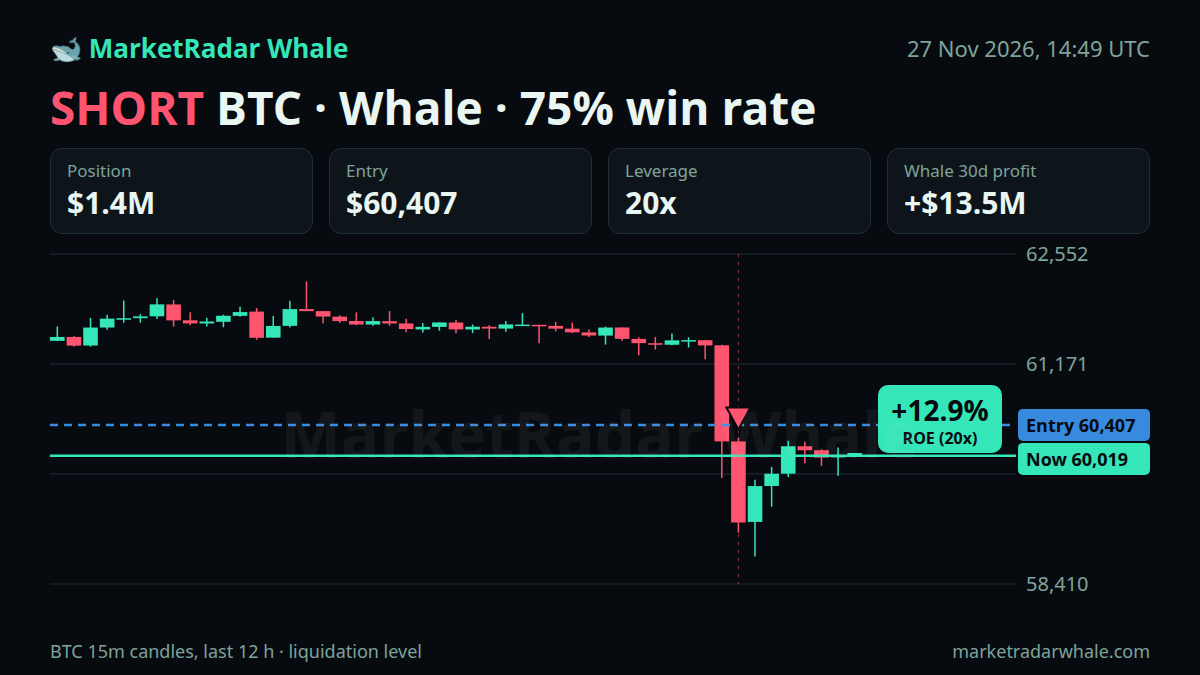 🐳 MarketRadar Whale
27 Nov 2026, 14:49 UTC
SHORT BTC · Whale · 75% win rate
Position
$1.4M
Entry
$60,407
Leverage
20x
Whale 30d profit
+$13.5M
62,552
61,171
MarketRadar Whale
+12.9%
ROE (20x)
Entry 60,407
Now 60,019
58,410
BTC 15m candles, last 12 h · liquidation level
marketradarwhale.com